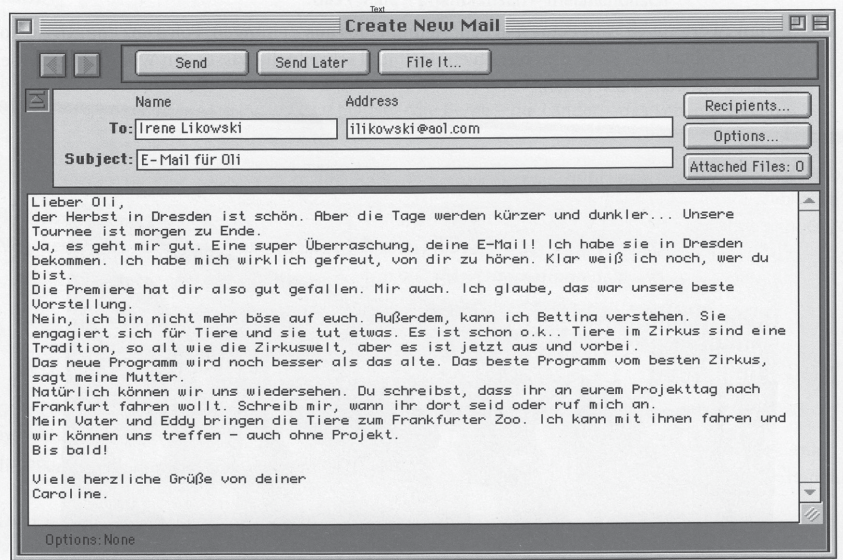 Text
Create New Mail
Send Send Later File It...
Name Address
To: Irene Likowski ilikowski@aol.com
Recipients...
Options...
Subject: E-Mail für Oli
Attached Files: 0
Lieber Oli,
der Herbst in Dresden ist schön. Aber die Tage werden kürzer und dunkler... Unsere
Tournee ist morgen zu Ende.
Ja, es geht mir gut. Eine super Überraschung, deine E-Mail! Ich habe sie in Dresden
bekommen. Ich habe mich wirklich gefreut, von dir zu hören. Klar weiß ich noch, wer du
bist.
Die Premiere hat dir also gut gefallen. Mir auch. Ich glaube, das war unsere beste
Vorstellung.
Nein, ich bin nicht mehr böse auf euch. Außerdem, kann ich Bettina verstehen. Sie
engagiert sich für Tiere und sie tut etwas. Es ist schon o.k.. Tiere im Zirkus sind eine
Tradition, so alt wie die Zirkuswelt, aber es ist jetzt aus und vorbei.
Das neue Programm wird noch besser als das alte. Das beste Programm vom besten Zirkus,
sagt meine Mutter.
Natürlich können wir uns wiedersehen. Du schreibst, dass ihr an eurem Projekttag nach
Frankfurt fahren wollt. Schreib mir, wann ihr dort seid oder ruf mich an.
Mein Vater und Eddy bringen die Tiere zum Frankfurter Zoo. Ich kann mit ihnen fahren und
wir können uns treffen - auch ohne Projekt.
Bis bald!
Viele herzliche Grüße von deiner
Caroline.
Options: None